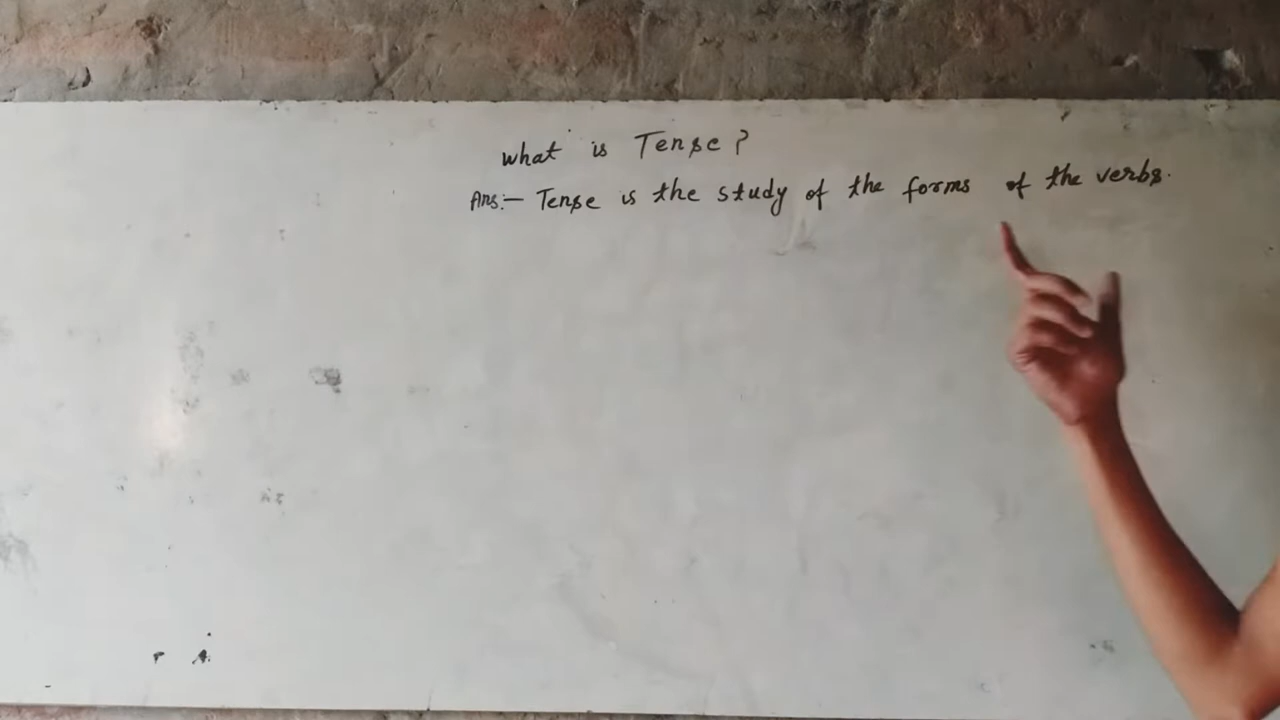 what is Tense?
Ans:- Tense is the study of the forms of the verbs.